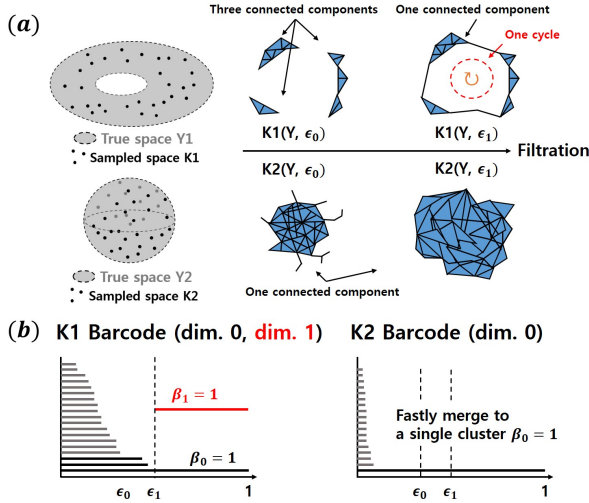 (a)
Three connected components
One connected component
One cycle
True space Y1
Sampled space K1
K1(Y, ϵ₀)
K1(Y, ϵ₁)
Filtration
K2(Y, ϵ₀)
K2(Y, ϵ₁)
True space Y2
Sampled space K2
One connected component
(b)
K1 Barcode (dim. 0, dim. 1)
K2 Barcode (dim. 0)
β₁ = 1
β₀ = 1
ϵ₀
ϵ₁
1
Fastly merge to
a single cluster β₀ = 1
ϵ₀
ϵ₁
1